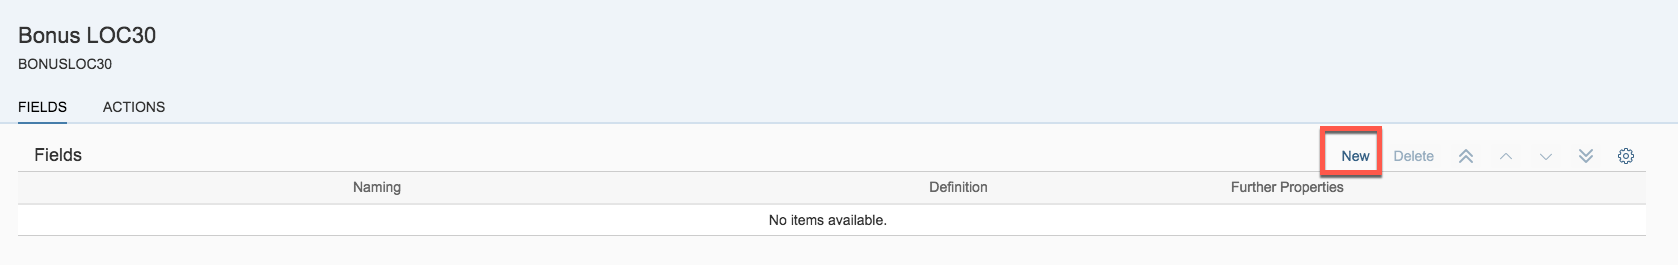 Bonus LOC30
BONUSLOC30
FIELDS ACTIONS
Fields New Delete
Naming Definition Further Properties
No items available.